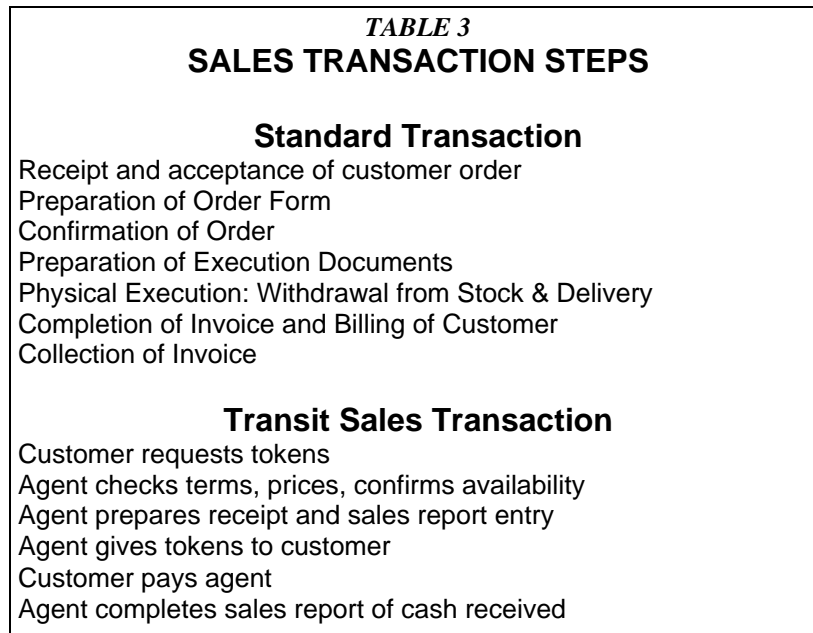 TABLE 3
SALES TRANSACTION STEPS
Standard Transaction
Receipt and acceptance of customer order
Preparation of Order Form
Confirmation of Order
Preparation of Execution Documents
Physical Execution: Withdrawal from Stock & Delivery
Completion of Invoice and Billing of Customer
Collection of Invoice
Transit Sales Transaction
Customer requests tokens
Agent checks terms, prices, confirms availability
Agent prepares receipt and sales report entry
Agent gives tokens to customer
Customer pays agent
Agent completes sales report of cash received